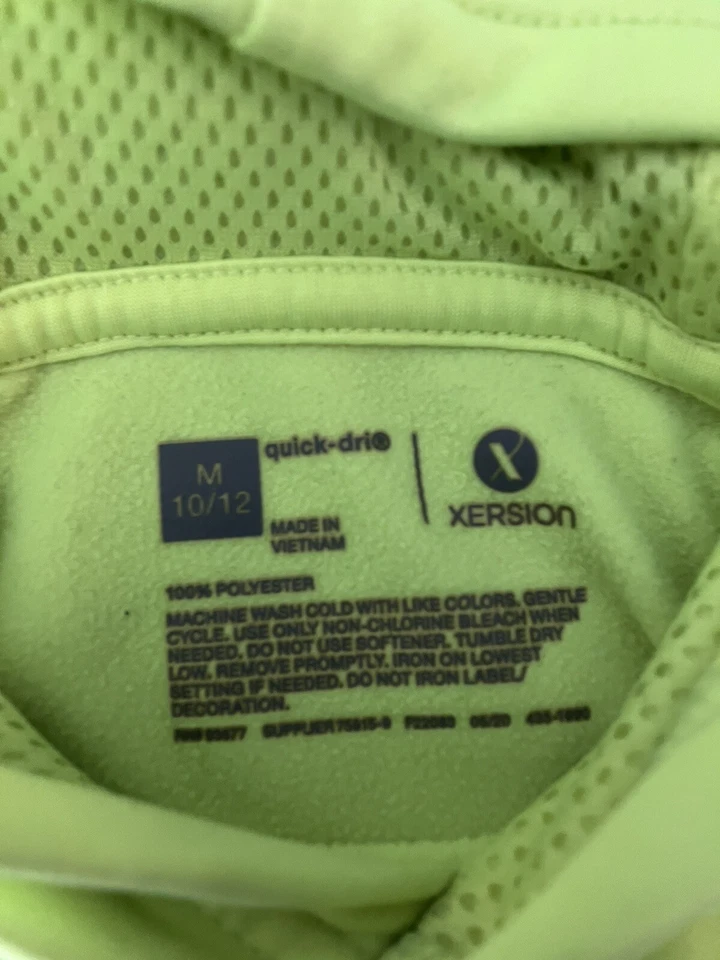 M
10/12
quick-dri®
MADE IN
VIETNAM
X
XERSION
100% POLYESTER
MACHINE WASH COLD WITH LIKE COLORS. GENTLE
CYCLE. USE ONLY NON-CHLORINE BLEACH WHEN
NEEDED. DO NOT USE SOFTENER. TUMBLE DRY
LOW. REMOVE PROMPTLY. IRON ON LOWEST
SETTING IF NEEDED. DO NOT IRON LABEL/
DECORATION.
SUPPLIER